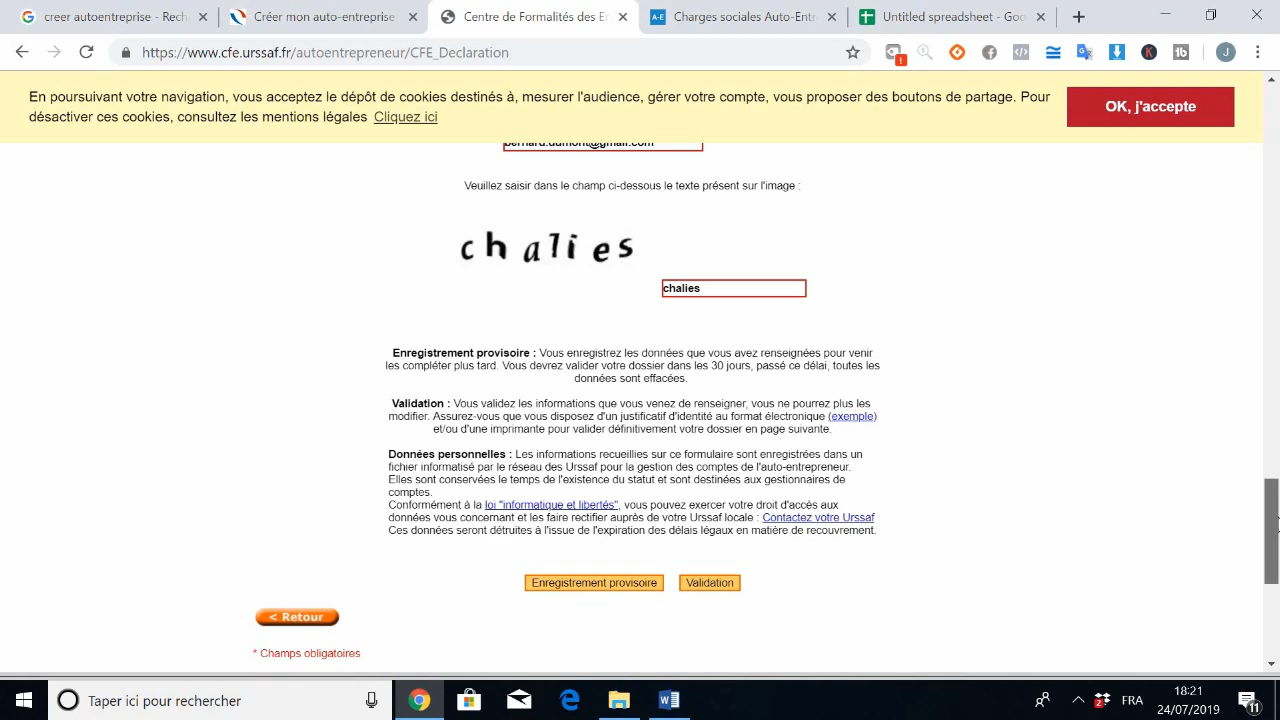 creer auto-entreprise chez
Créer mon auto-entreprise
Centre de Formalités des En
Charges sociales Auto-Entre
Untitled spreadsheet - Goo
https://www.cfe.urssaf.fr/autoentrepreneur/CFE_Declaration
J
En poursuivant votre navigation, vous acceptez le dépôt de cookies destinés à, mesurer l'audience, gérer votre compte, vous proposer des boutons de partage. Pour
désactiver ces cookies, consultez les mentions légales Cliquez ici
OK, j'accepte
bernard.dumont@gmail.com
Veuillez saisir dans le champ ci-dessous le texte présent sur l'image :
chalies
chalies
Enregistrement provisoire : Vous enregistrez les données que vous avez renseignées pour venir
les compléter plus tard. Vous devrez valider votre dossier dans les 30 jours, passé ce délai, toutes les
données sont effacées.
Validation : Vous validez les informations que vous venez de renseigner, vous ne pourrez plus les
modifier. Assurez-vous que vous disposez d'un justificatif d'identité au format électronique (exemple)
et/ou d'une imprimante pour valider définitivement votre dossier en page suivante.
Données personnelles : Les informations recueillies sur ce formulaire sont enregistrées dans un
fichier informatisé par le réseau des Urssaf pour la gestion des comptes de l'auto-entrepreneur.
Elles sont conservées le temps de l'existence du statut et sont destinées aux gestionnaires de
comptes.
Conformément à la loi "informatique et libertés", vous pouvez exercer votre droit d'accès aux
données vous concernant et les faire rectifier auprès de votre Urssaf locale : Contactez votre Urssaf
Ces données seront détruites à l'issue de l'expiration des délais légaux en matière de recouvrement.
Enregistrement provisoire
Validation
< Retour
* Champs obligatoires
Taper ici pour rechercher
FRA
18:21
24/07/2019
11